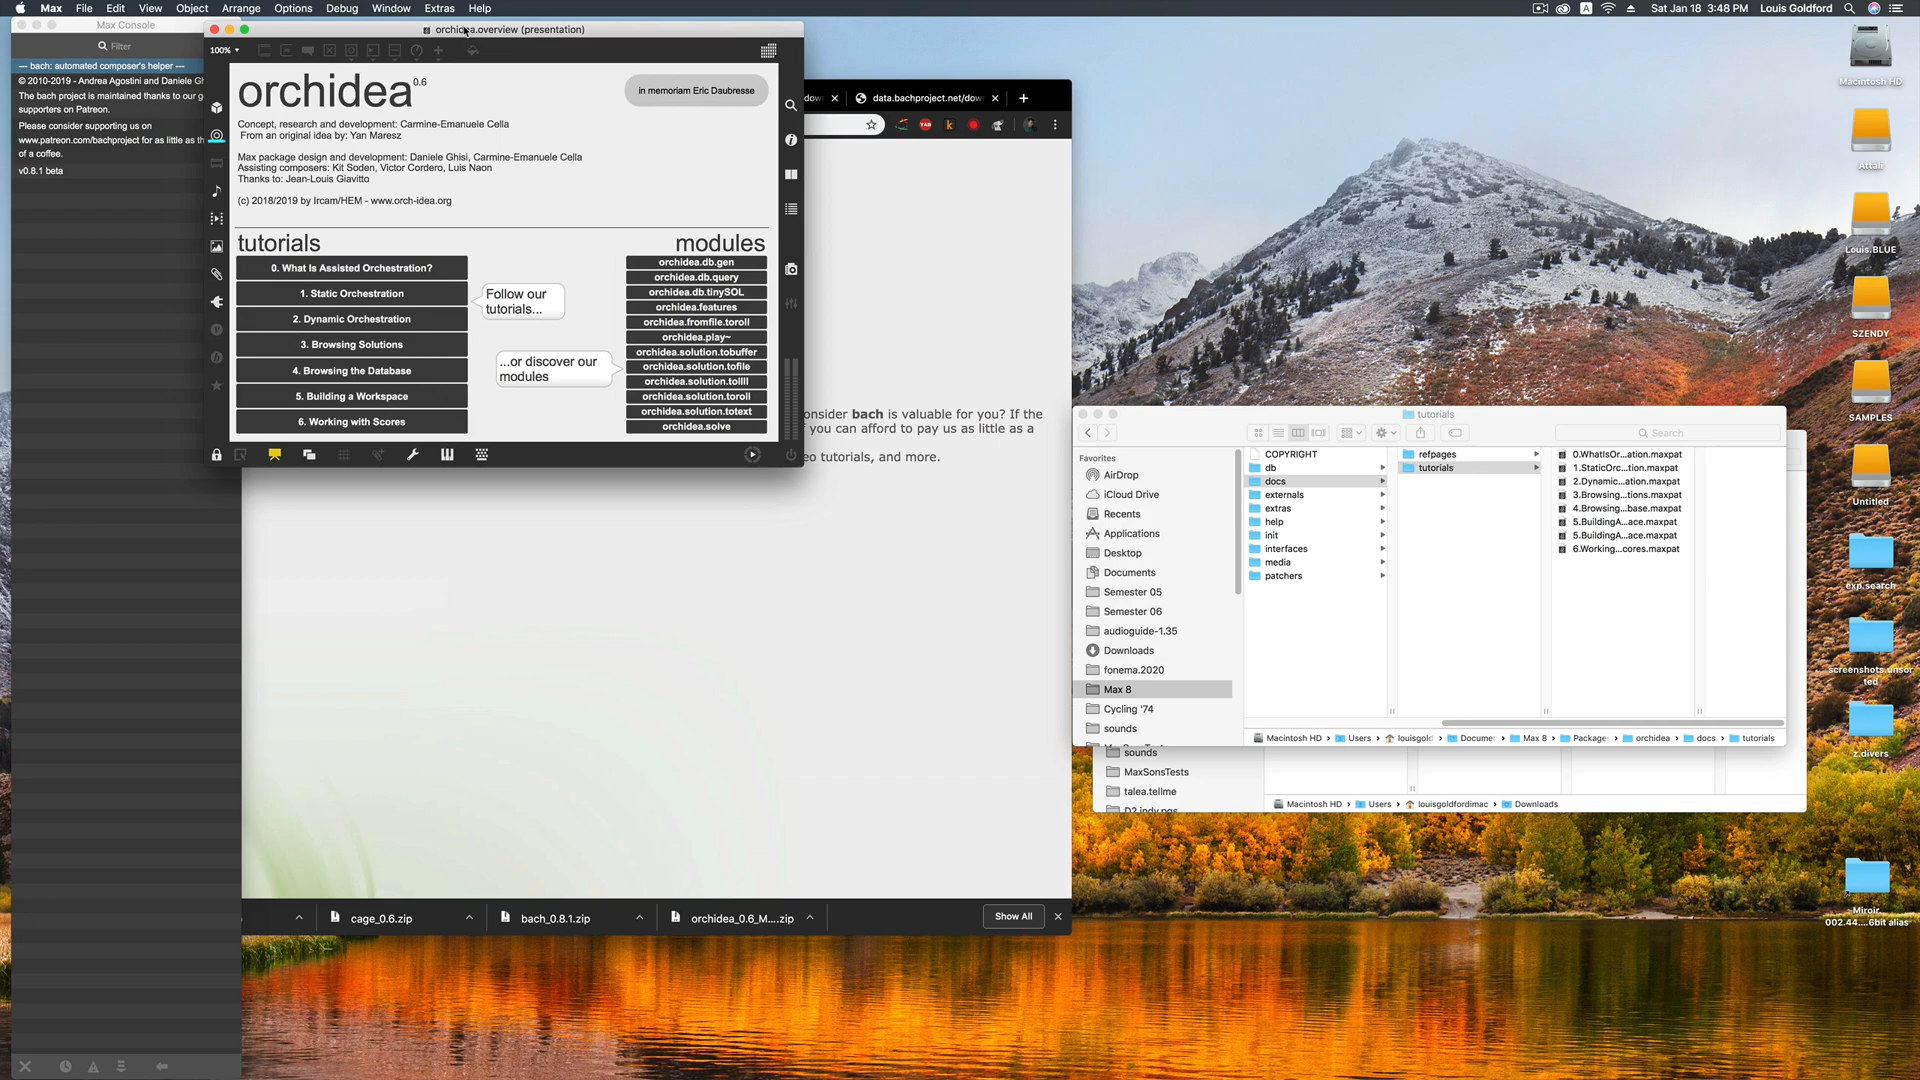 Max File Edit View Object Arrange Options Debug Window Extras Help
Sat Jan 18 3:48 PM Louis Goldford
Max Console
Filter
--- bach: automated composer's helper ---
© 2010-2019 - Andrea Agostini and Daniele Gh
The bach project is maintained thanks to our g
supporters on Patreon.
Please consider supporting us on
www.patreon.com/bachproject for as little as th
of a coffee.
v0.8.1 beta
orchidea.overview (presentation)
100%
orchidea 0.6
in memoriam Eric Daubresse
Concept, research and development: Carmine-Emanuele Cella
From an original idea by: Yan Maresz
Max package design and development: Daniele Ghisi, Carmine-Emanuele Cella
Assisting composers: Kit Soden, Victor Cordero, Luis Naon
Thanks to: Jean-Louis Giavitto
(c) 2018/2019 by Ircam/HEM - www.orch-idea.org
tutorials
0. What Is Assisted Orchestration?
1. Static Orchestration
2. Dynamic Orchestration
3. Browsing Solutions
4. Browsing the Database
5. Building a Workspace
6. Working with Scores
Follow our
tutorials...
...or discover our
modules
modules
orchidea.db.gen
orchidea.db.query
orchidea.db.tinySOL
orchidea.features
orchidea.fromfile.toroll
orchidea.play~
orchidea.solution.tobuffer
orchidea.solution.tofile
orchidea.solution.tollll
orchidea.solution.toroll
orchidea.solution.totext
orchidea.solve
data.bachproject.net/dow
onsider bach is valuable for you? If the
f you can afford to pay us as little as a
eo tutorials, and more.
cage_0.6.zip
bach_0.8.1.zip
orchidea_0.6_M....zip
Show All
tutorials
Search
Favorites
AirDrop
iCloud Drive
Recents
Applications
Desktop
Documents
Semester 05
Semester 06
audioguide-1.35
Downloads
fonema.2020
Max 8
Cycling '74
sounds
COPYRIGHT
db
docs
externals
extras
help
init
interfaces
media
patchers
refpages
tutorials
0.WhatIsOr...ation.maxpat
1.StaticOrc...tion.maxpat
2.Dynamic...ation.maxpat
3.Browsing...tions.maxpat
4.Browsing...base.maxpat
5.BuildingA...ace.maxpat
5.BuildingA...ace.maxpat
6.Working...cores.maxpat
Macintosh HD › Users › louisgold › Documen › Max 8 › Package › orchidea › docs › tutorials
sounds
MaxSonsTests
talea.tellme
Macintosh HD › Users › louisgoldfordimac › Downloads
Macintosh HD
Attali
Louis.BLUE
SZENDY
SAMPLES
Untitled
exp.search
screenshots.unsor
ted
z.divers
Miroir.
002.44....6bit alias